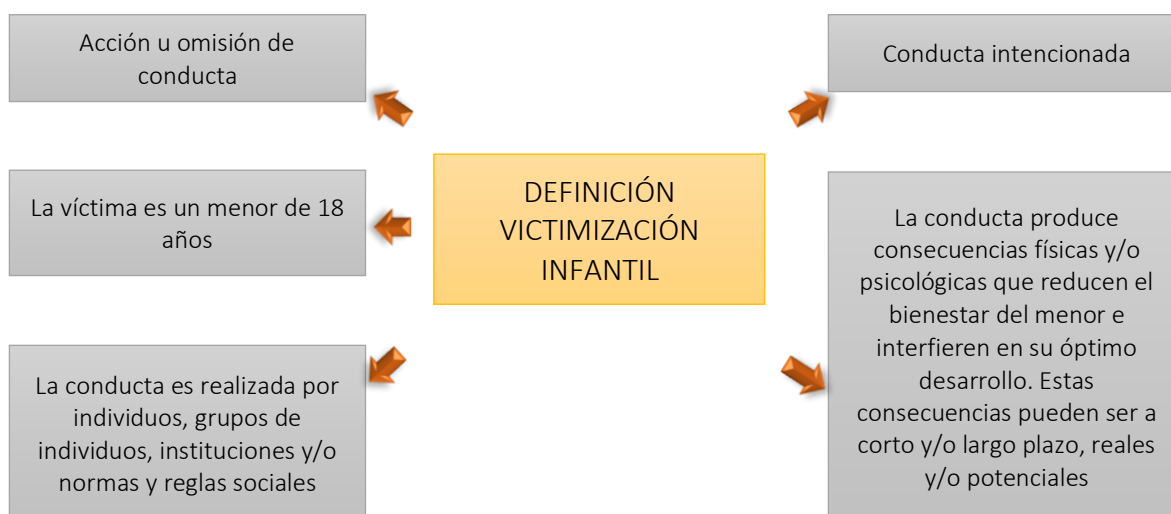 Acción u omisión de
conducta
Conducta intencionada
La víctima es un menor de 18
años
DEFINICIÓN
VICTIMIZACIÓN
INFANTIL
La conducta produce
consecuencias físicas y/o
psicológicas que reducen el
bienestar del menor e
interfieren en su óptimo
desarrollo. Estas
consecuencias pueden ser a
corto y/o largo plazo, reales
y/o potenciales
La conducta es realizada por
individuos, grupos de
individuos, instituciones y/o
normas y reglas sociales